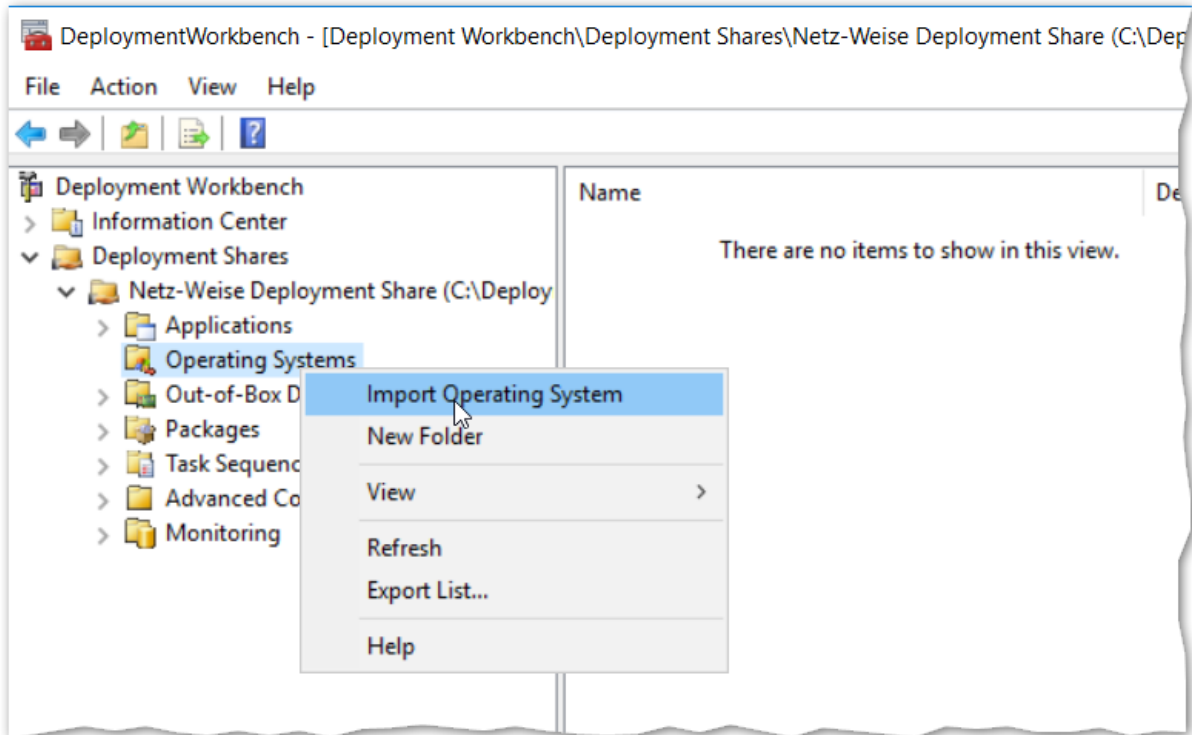 DeploymentWorkbench - [Deployment Workbench\Deployment Shares\Netz-Weise Deployment Share (C:\Dep
File Action View Help
Deployment Workbench
Information Center
Deployment Shares
Netz-Weise Deployment Share (C:\Deploy
Applications
Operating Systems
Out-of-Box D
Packages
Task Sequenc
Advanced Co
Monitoring
Name De
There are no items to show in this view.
Import Operating System
New Folder
View
Refresh
Export List...
Help